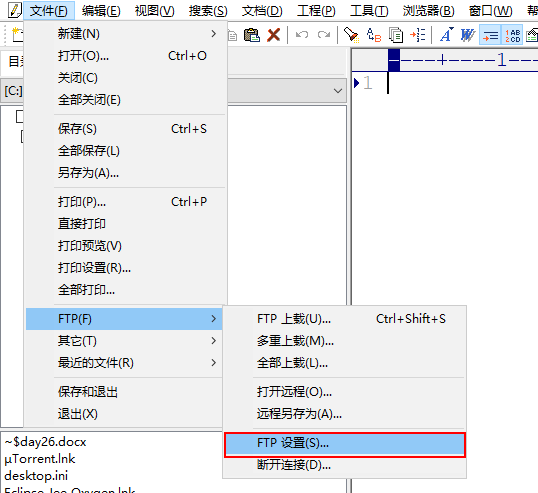 文件(F) 编辑(E) 视图(V) 搜索(S) 文档(D) 工程(P) 工具(T) 浏览器(B) 窗口(W)
新建(N)
打开(O)... Ctrl+O
关闭(C)
全部关闭(E)
保存(S) Ctrl+S
全部保存(L)
另存为(A)...
打印(P)... Ctrl+P
直接打印
打印预览(V)
打印设置(R)...
全部打印...
FTP(F)
其它(T)
最近的文件(R)
保存和退出
退出(X)
FTP 上载(U)... Ctrl+Shift+S
多重上载(M)...
全部上载(L)...
打开远程(O)...
远程另存为(A)...
FTP 设置(S)...
断开连接(D)...
[C:]
----+----1--
1
~$day26.docx
µTorrent.lnk
desktop.ini
Eclipse Jee Oxygen.lnk